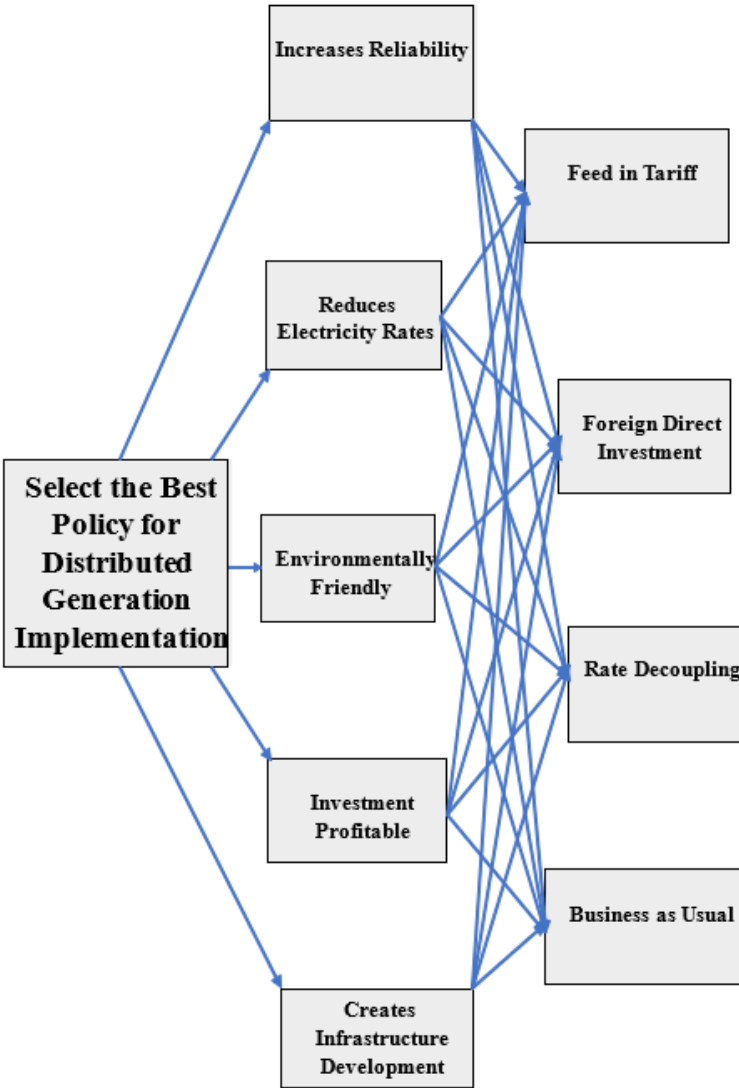 Increases Reliability
Feed in Tariff
Reduces
Electricity Rates
Foreign Direct
Investment
Select the Best
Policy for
Distributed
Generation
Implementation
Environmentally
Friendly
Rate Decoupling
Investment
Profitable
Business as Usual
Creates
Infrastructure
Development